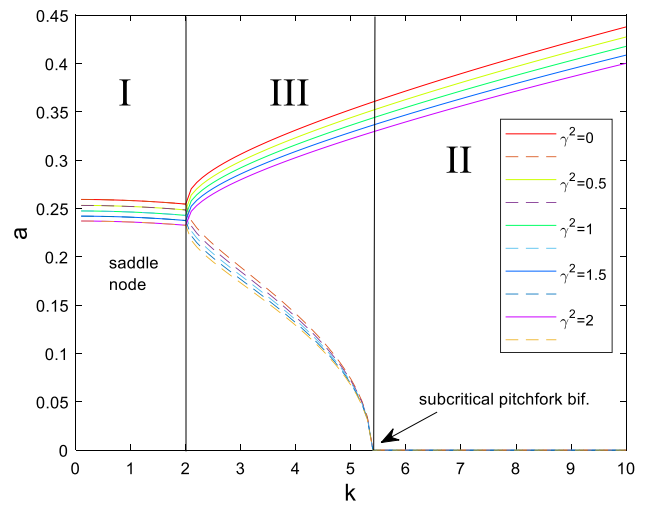 0.45
0.4
0.35
0.3
0.25
0.2
0.15
0.1
0.05
0
a
I
III
II
saddle
node
γ²=0
γ²=0.5
γ²=1
γ²=1.5
γ²=2
subcritical pitchfork bif.
0 1 2 3 4 5 6 7 8 9 10
k